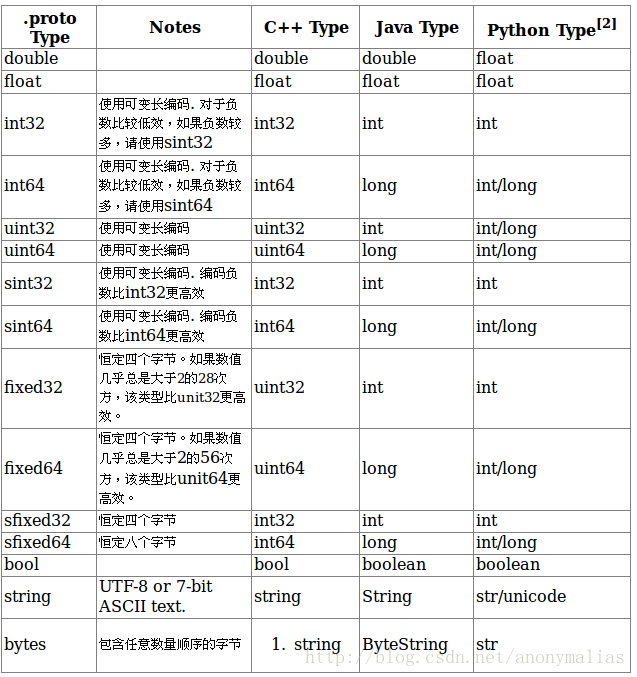 .proto Type Notes C++ Type Java Type Python Type[2]
double double double float
float float float float
int32 使用可变长编码. 对于负 int32 int int
数比较低效，如果负数较
多，请使用sint32
int64 使用可变长编码. 对于负 int64 long int/long
数比较低效，如果负数较
多，请使用sint64
uint32 使用可变长编码 uint32 int int/long
uint64 使用可变长编码 uint64 long int/long
sint32 使用可变长编码. 编码负 int32 int int
数比int32更高效
sint64 使用可变长编码. 编码负 int64 long int/long
数比int64更高效
fixed32 恒定四个字节。如果数值 uint32 int int
几乎总是大于2的28次
方，该类型比unit32更高
效。
fixed64 恒定四个字节。如果数值 uint64 long int/long
几乎总是大于2的56次
方，该类型比unit64更
高效。
sfixed32 恒定四个字节 int32 int int
sfixed64 恒定八个字节 int64 long int/long
bool bool boolean boolean
string UTF-8 or 7-bit string String str/unicode
ASCII text.
bytes 包含任意数量顺序的字节 1. string ByteString str
http://blog.csdn.net/anonymalias